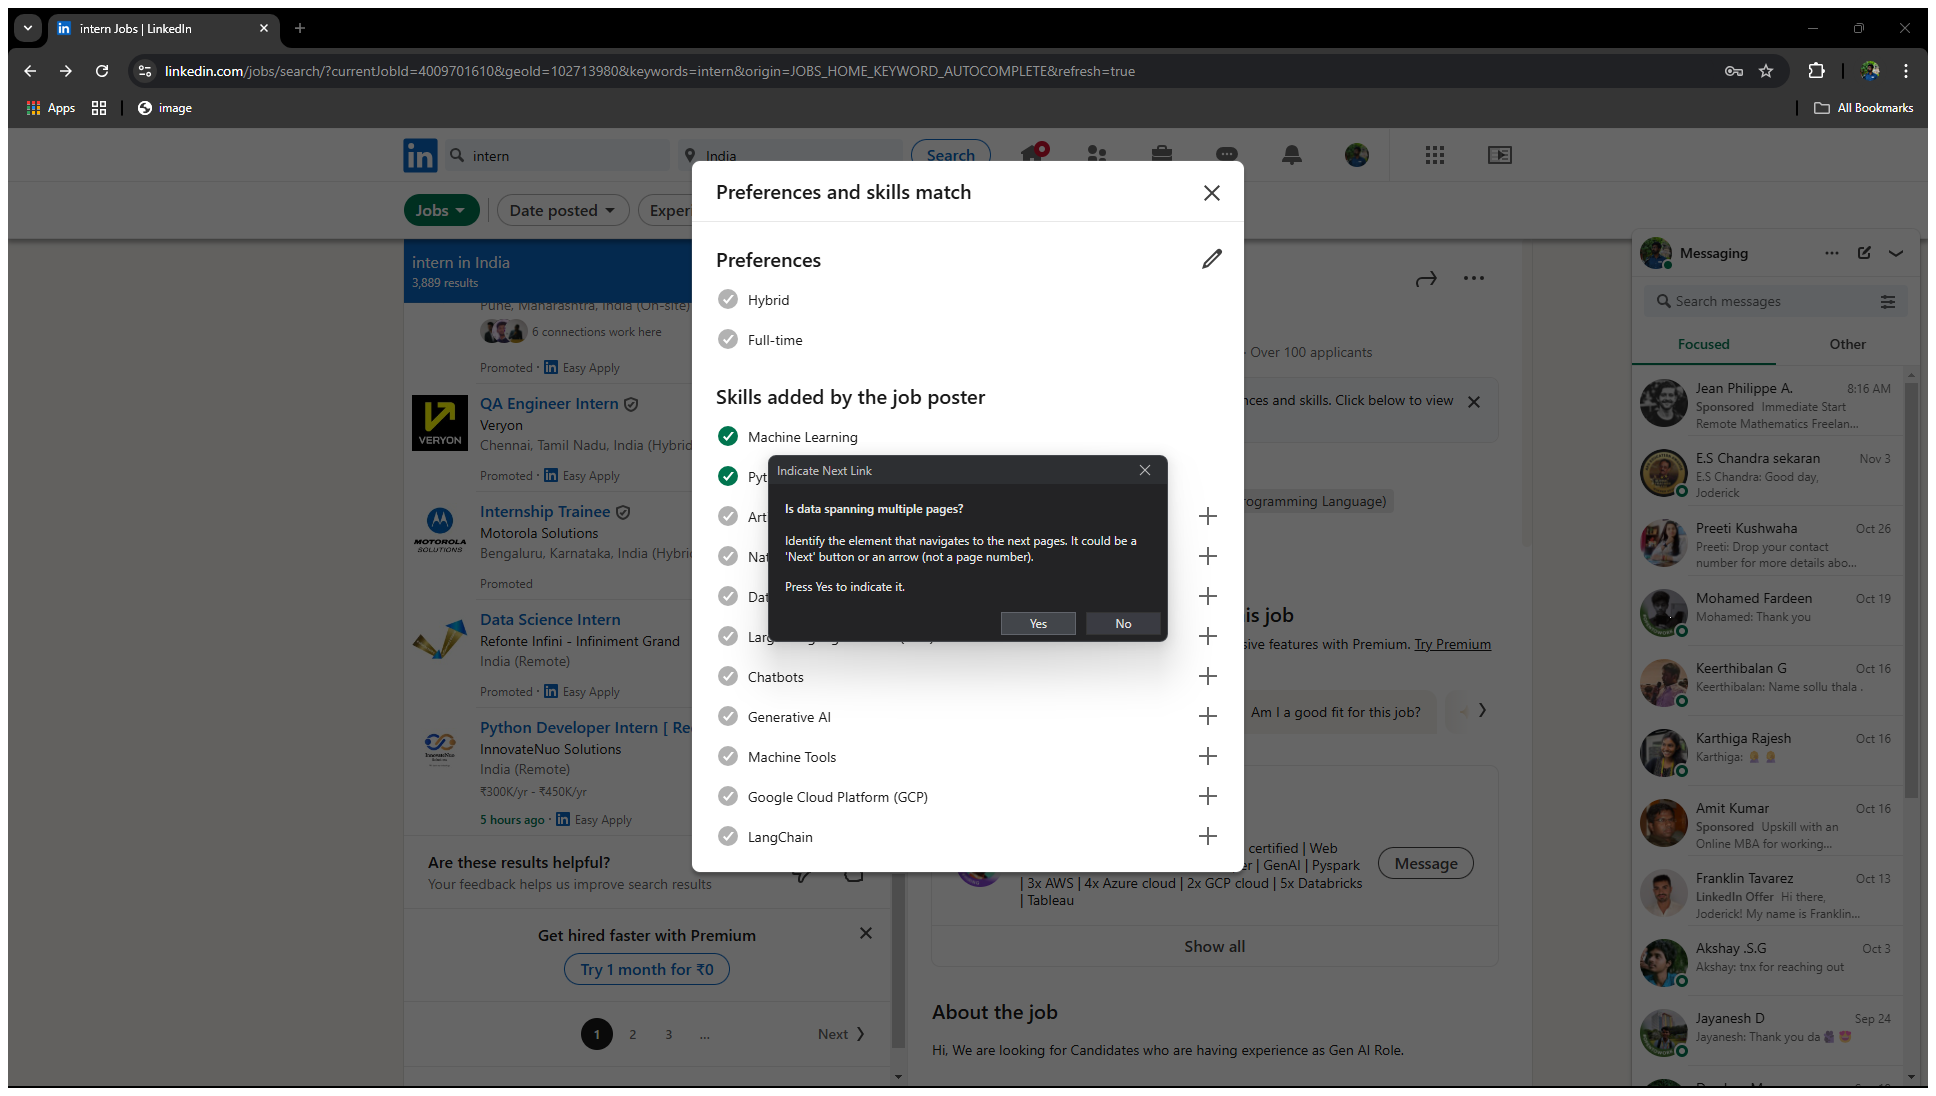 intern Jobs | LinkedIn
linkedin.com/jobs/search/?currentJobId=4009701610&geoId=102713980&keywords=intern&origin=JOBS_HOME_KEYWORD_AUTOCOMPLETE&refresh=true
Apps
image
All Bookmarks
in
intern
India
Search
Jobs
Date posted
Exper
intern in India
3,889 results
Pune, Maharashtra, India (On-site)
6 connections work here
Promoted · in Easy Apply
VERYON
QA Engineer Intern
Veryon
Chennai, Tamil Nadu, India (Hybrid
Promoted · in Easy Apply
MOTOROLA
SOLUTIONS
Internship Trainee
Motorola Solutions
Bengaluru, Karnataka, India (Hybri
Promoted
Data Science Intern
Refonte Infini - Infiniment Grand
India (Remote)
Promoted · in Easy Apply
Python Developer Intern [ Re
InnovateNuo Solutions
India (Remote)
₹300K/yr - ₹450K/yr
5 hours ago · in Easy Apply
Are these results helpful?
Your feedback helps us improve search results
Get hired faster with Premium
Try 1 month for ₹0
1
2
3
...
Next
Preferences and skills match
Preferences
Hybrid
Full-time
Skills added by the job poster
Machine Learning
Pyt
Art
Nat
Dat
Chatbots
Generative AI
Machine Tools
Google Cloud Platform (GCP)
LangChain
Indicate Next Link
Is data spanning multiple pages?
Identify the element that navigates to the next pages. It could be a
'Next' button or an arrow (not a page number).
Press Yes to indicate it.
Yes
No
· Over 100 applicants
nces and skills. Click below to view
rogramming Language)
is job
sive features with Premium. Try Premium
Am I a good fit for this job?
certified | Web
er | GenAI | Pyspark
| 3x AWS | 4x Azure cloud | 2x GCP cloud | 5x Databricks
| Tableau
Message
Show all
About the job
Hi, We are looking for Candidates who are having experience as Gen AI Role.
Messaging
Search messages
Focused
Other
Jean Philippe A.
8:16 AM
Sponsored Immediate Start
Remote Mathematics Freelan...
E.S Chandra sekaran
Nov 3
E.S Chandra: Good day,
Joderick
Preeti Kushwaha
Oct 26
Preeti: Drop your contact
number for more details abo...
Mohamed Fardeen
Oct 19
Mohamed: Thank you
Keerthibalan G
Oct 16
Keerthibalan: Name sollu thala .
Karthiga Rajesh
Oct 16
Karthiga:
Amit Kumar
Oct 16
Sponsored Upskill with an
Online MBA for working...
Franklin Tavarez
Oct 13
LinkedIn Offer Hi there,
Joderick! My name is Franklin...
Akshay .S.G
Oct 3
Akshay: tnx for reaching out
Jayanesh D
Sep 24
Jayanesh: Thank you da